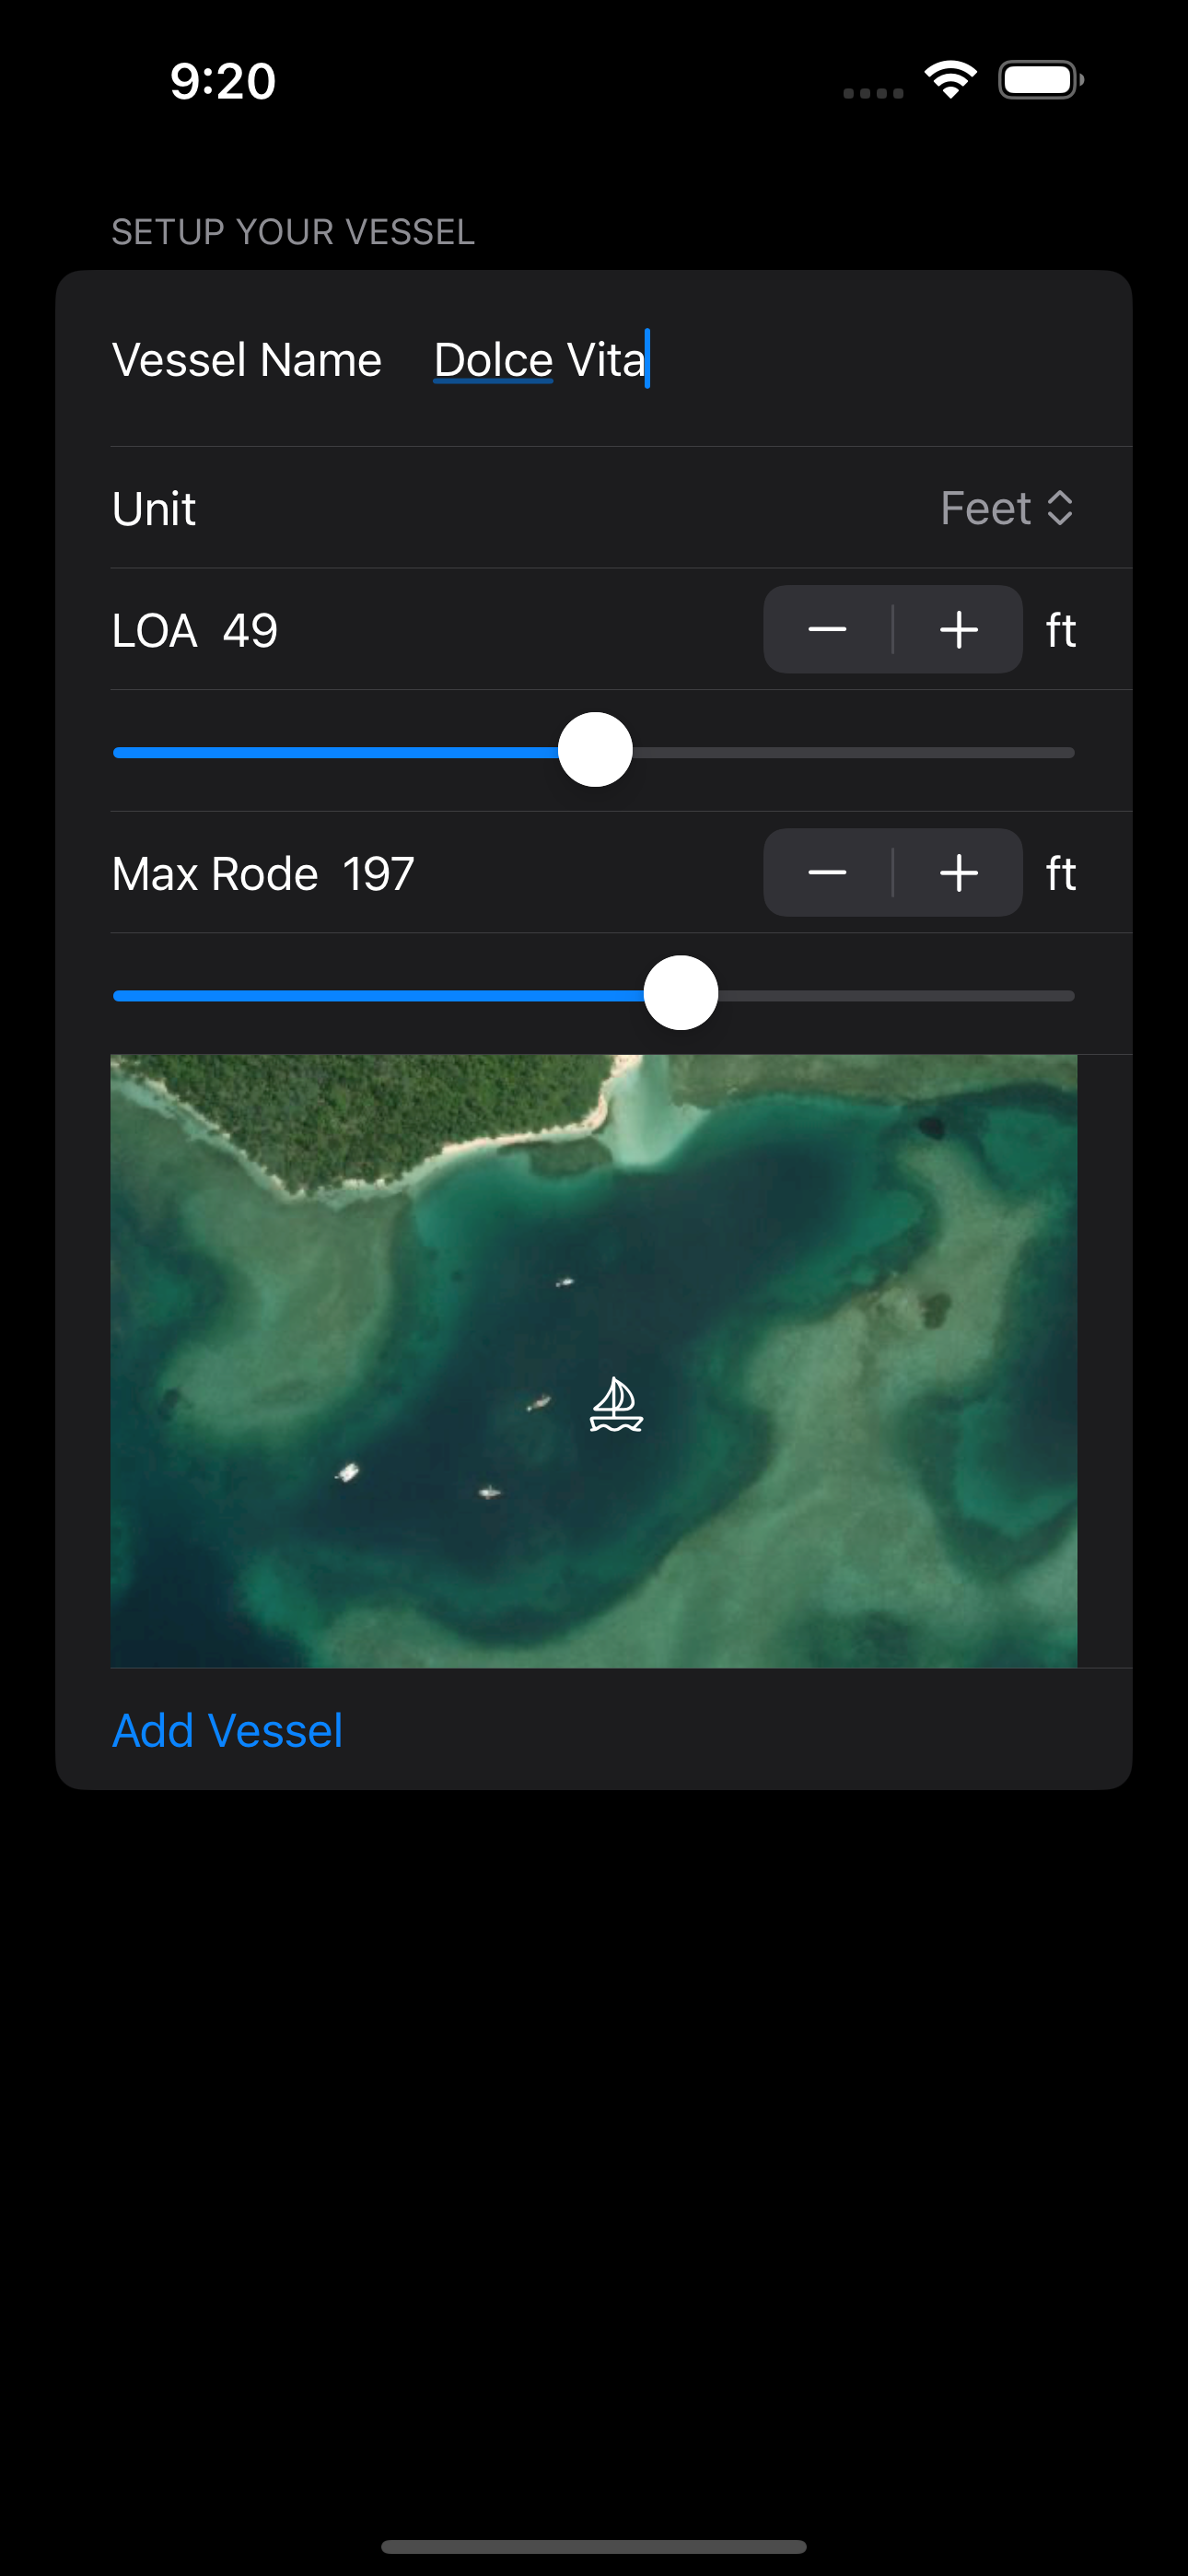 9:20
SETUP YOUR VESSEL
Vessel Name Dolce Vita
Unit Feet
LOA 49 ft
Max Rode 197 ft
Add Vessel